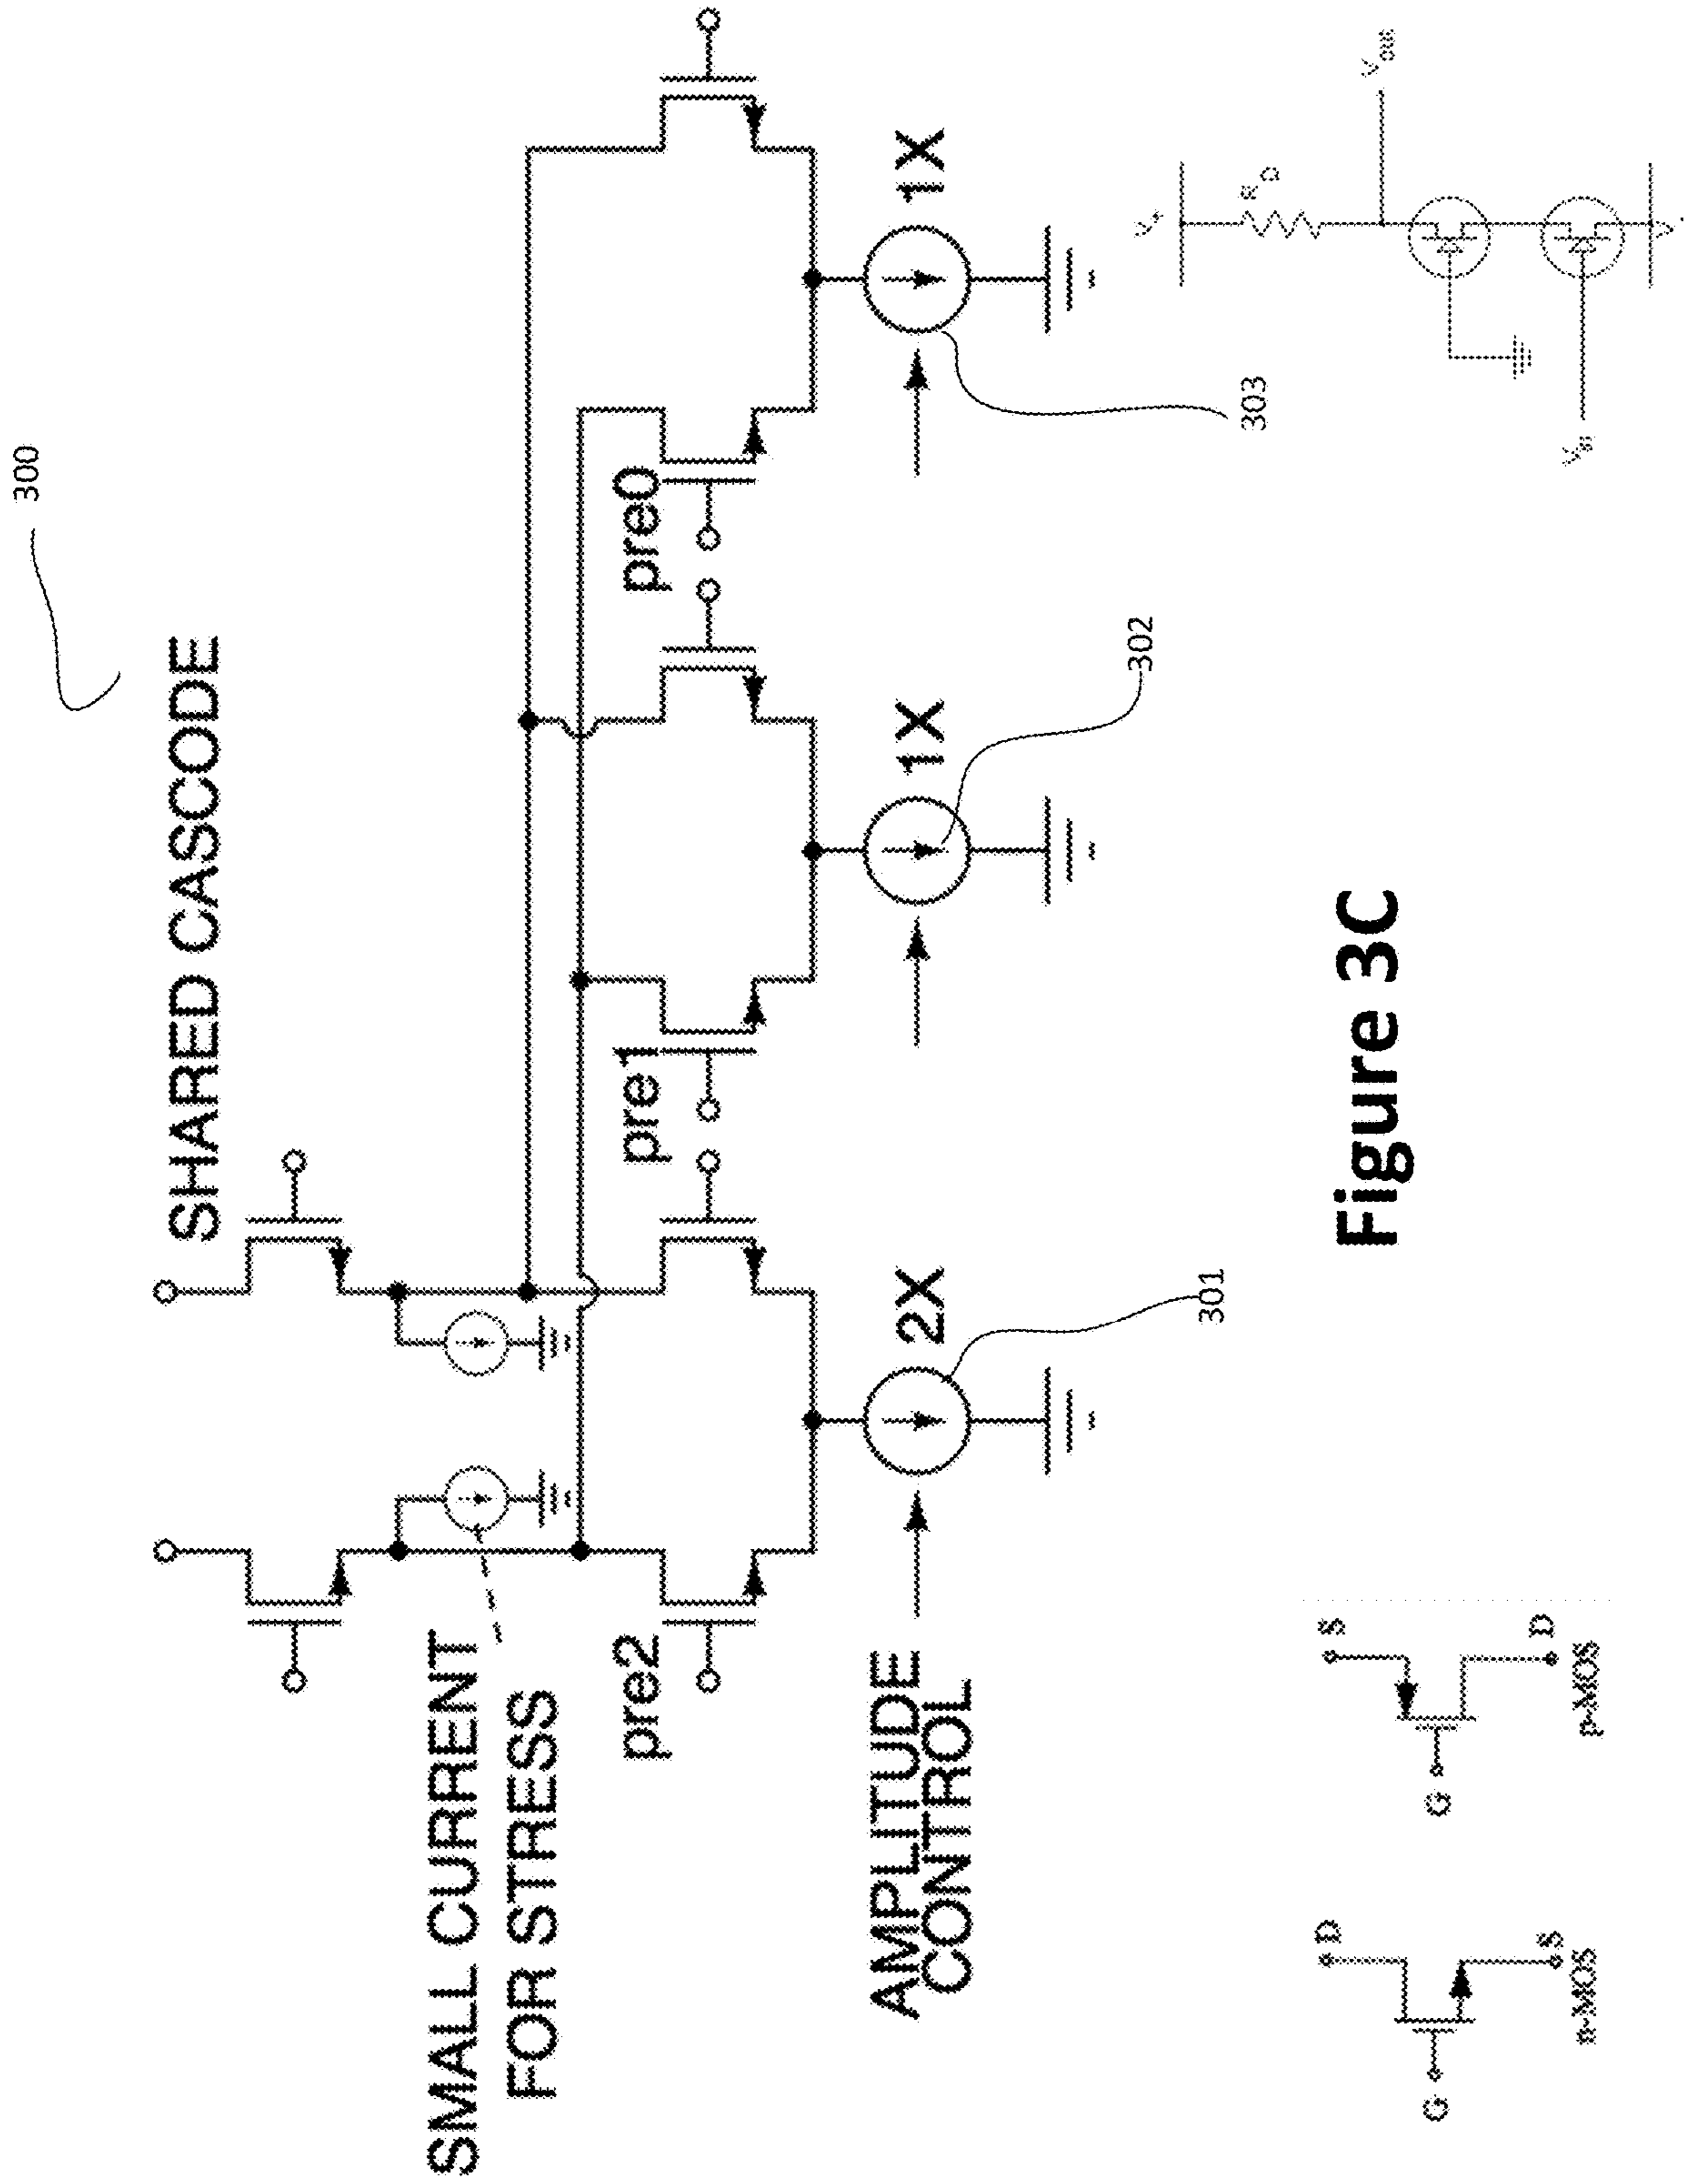 300
SHARED CASCODE
SMALL CURRENT
FOR STRESS
pre2
pre1
pre0
AMPLITUDE
CONTROL
2X
1X
1X
301
302
303
G
D
S
n-MOS
G
S
D
p-MOS
Figure 3C
V+
R D
V-